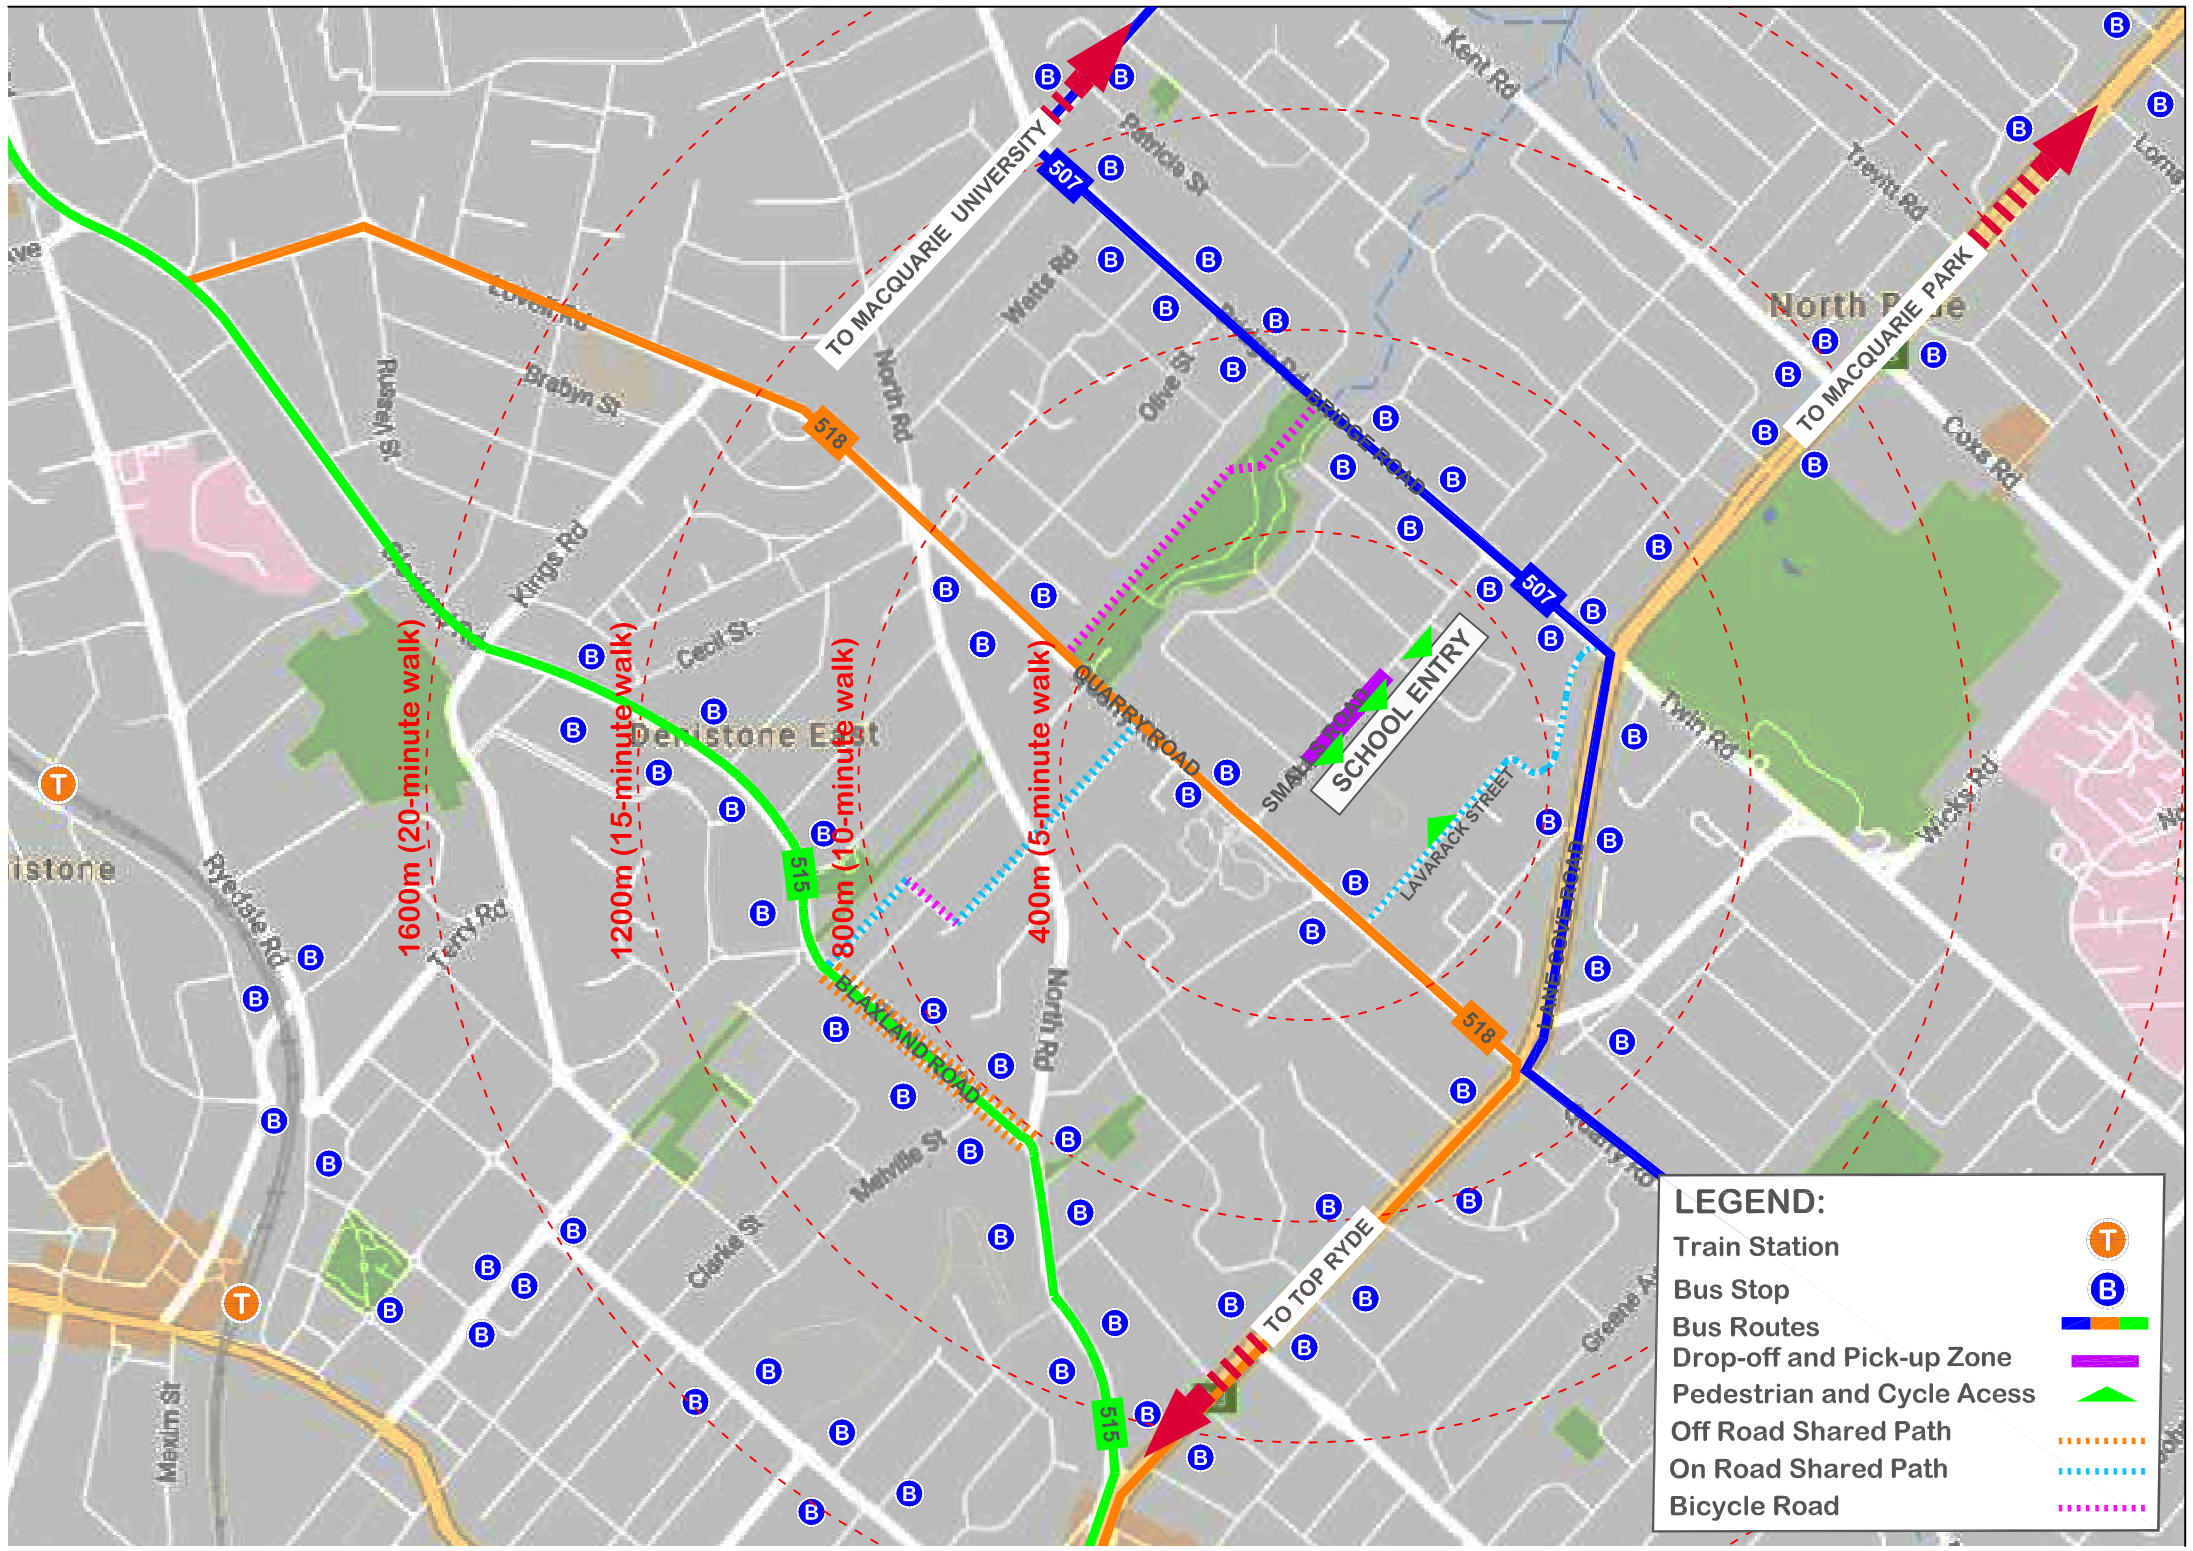 Kent Rd
B
B
B
B
B
B
Patricia St
Trevitt Rd
TO MACQUARIE UNIVERSITY
507
B
Watts Rd
B
B
B
B
B
North Ryde
TO MACQUARIE PARK
B
B
B
B
B
Brabyn St
Russell St
North Rd
Olive St
518
BRIDGE ROAD
B
B
B
B
Coxs Rd
Kings Rd
B
B
B
B
507
B
B
B
Cecil St
B
B
B
Denistone East
B
B
B
B
1600m (20-minute walk)
1200m (15-minute walk)
800m (10-minute walk)
400m (5-minute walk)
QUARRY ROAD
SCHOOL ENTRY
LAVARACK STREET
Twin Rd
Wicks Rd
T
B
B
B
B
B
B
515
istone
Ryedale Rd
Terry Rd
B
B
B
B
B
LANE COVE ROAD
North Rd
518
BLAXLAND ROAD
B
B
B
B
B
B
B
B
B
B
B
B
Melville St
Clarke St
Quarry Rd
B
B
B
B
TO TOP RYDE
B
B
B
B
B
B
B
B
T
B
B
B
B
B
B
515
B
B
B
B
B
Maxim St
LEGEND:
Train Station
T
Bus Stop
B
Bus Routes
Drop-off and Pick-up Zone
Pedestrian and Cycle Acess
Off Road Shared Path
On Road Shared Path
Bicycle Road